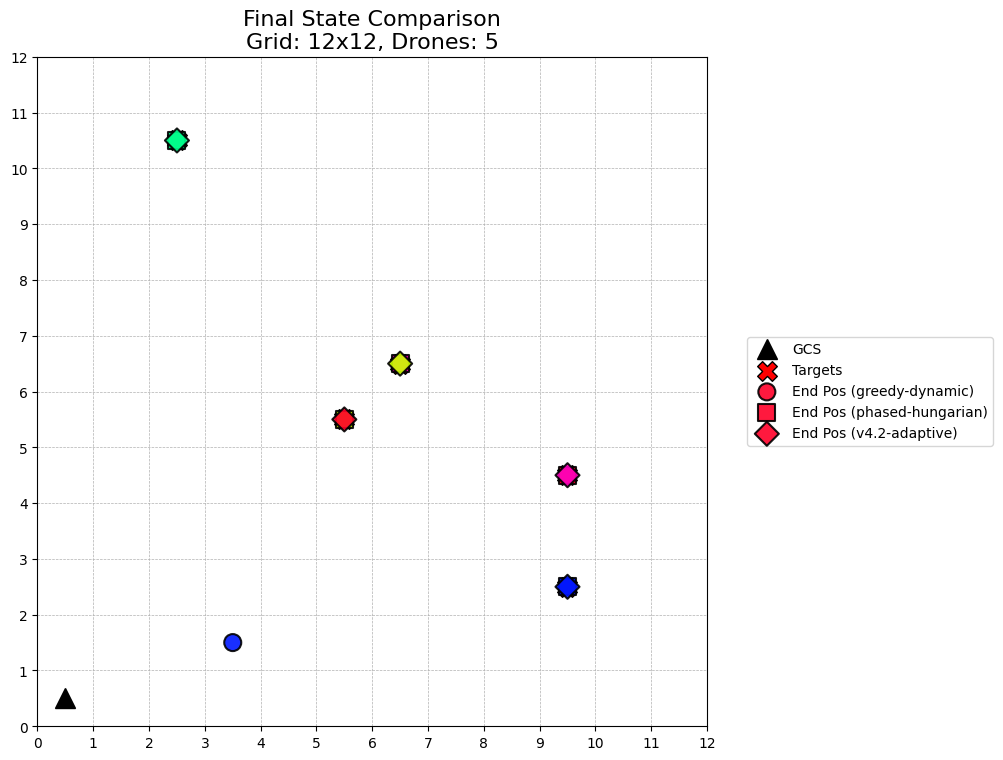 Final State Comparison
Grid: 12x12, Drones: 5
12
11
10
9
8
7
6
5
4
3
2
1
0
0 1 2 3 4 5 6 7 8 9 10 11 12
GCS
Targets
End Pos (greedy-dynamic)
End Pos (phased-hungarian)
End Pos (v4.2-adaptive)